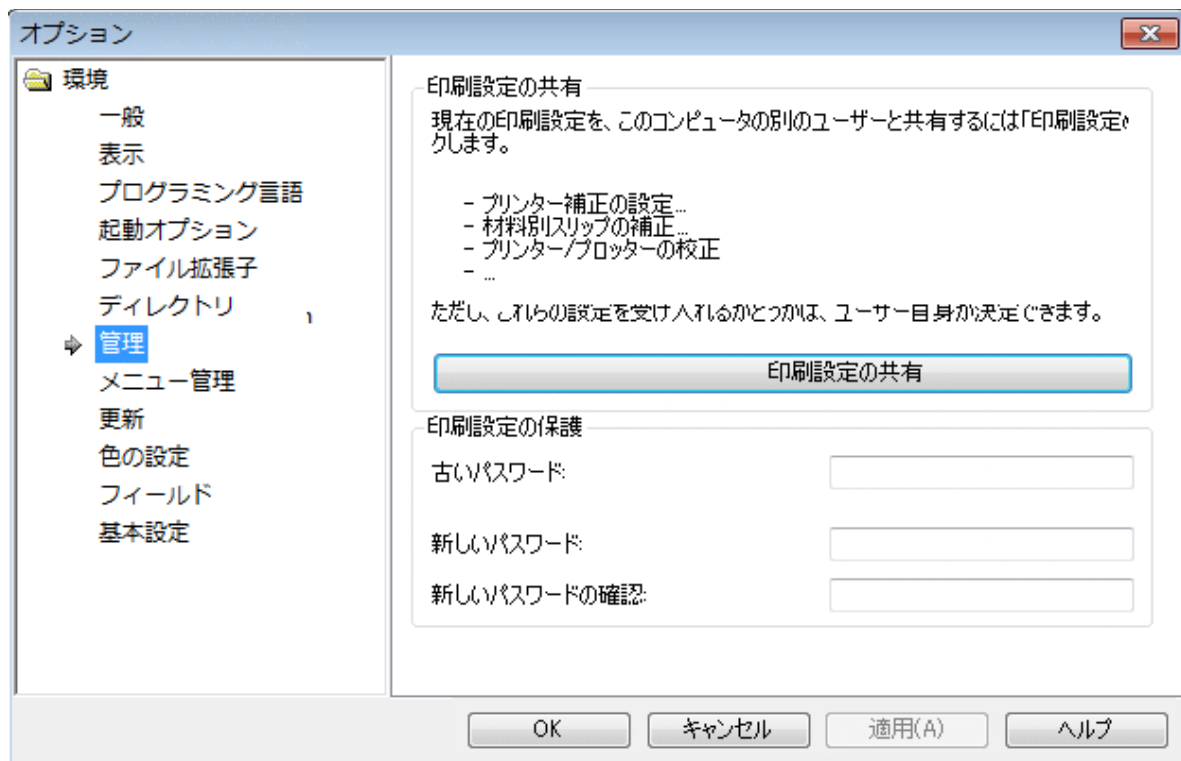 オプション
環境
一般
表示
プログラミング言語
起動オプション
ファイル拡張子
ディレクトリ
管理
メニュー管理
更新
色の設定
フィールド
基本設定
印刷設定の共有
現在の印刷設定を、このコンピュータの別のユーザーと共有するには「印刷設定
クします。
- プリンター補正の設定...
- 材料別スリップの補正...
- プリンター/プロッターの校正
- ...
ただし、これらの設定を受け入れるかどうかは、ユーザー自身が決定できます。
印刷設定の共有
印刷設定の保護
古いパスワード:
新しいパスワード:
新しいパスワードの確認:
OK
キャンセル
適用(A)
ヘルプ